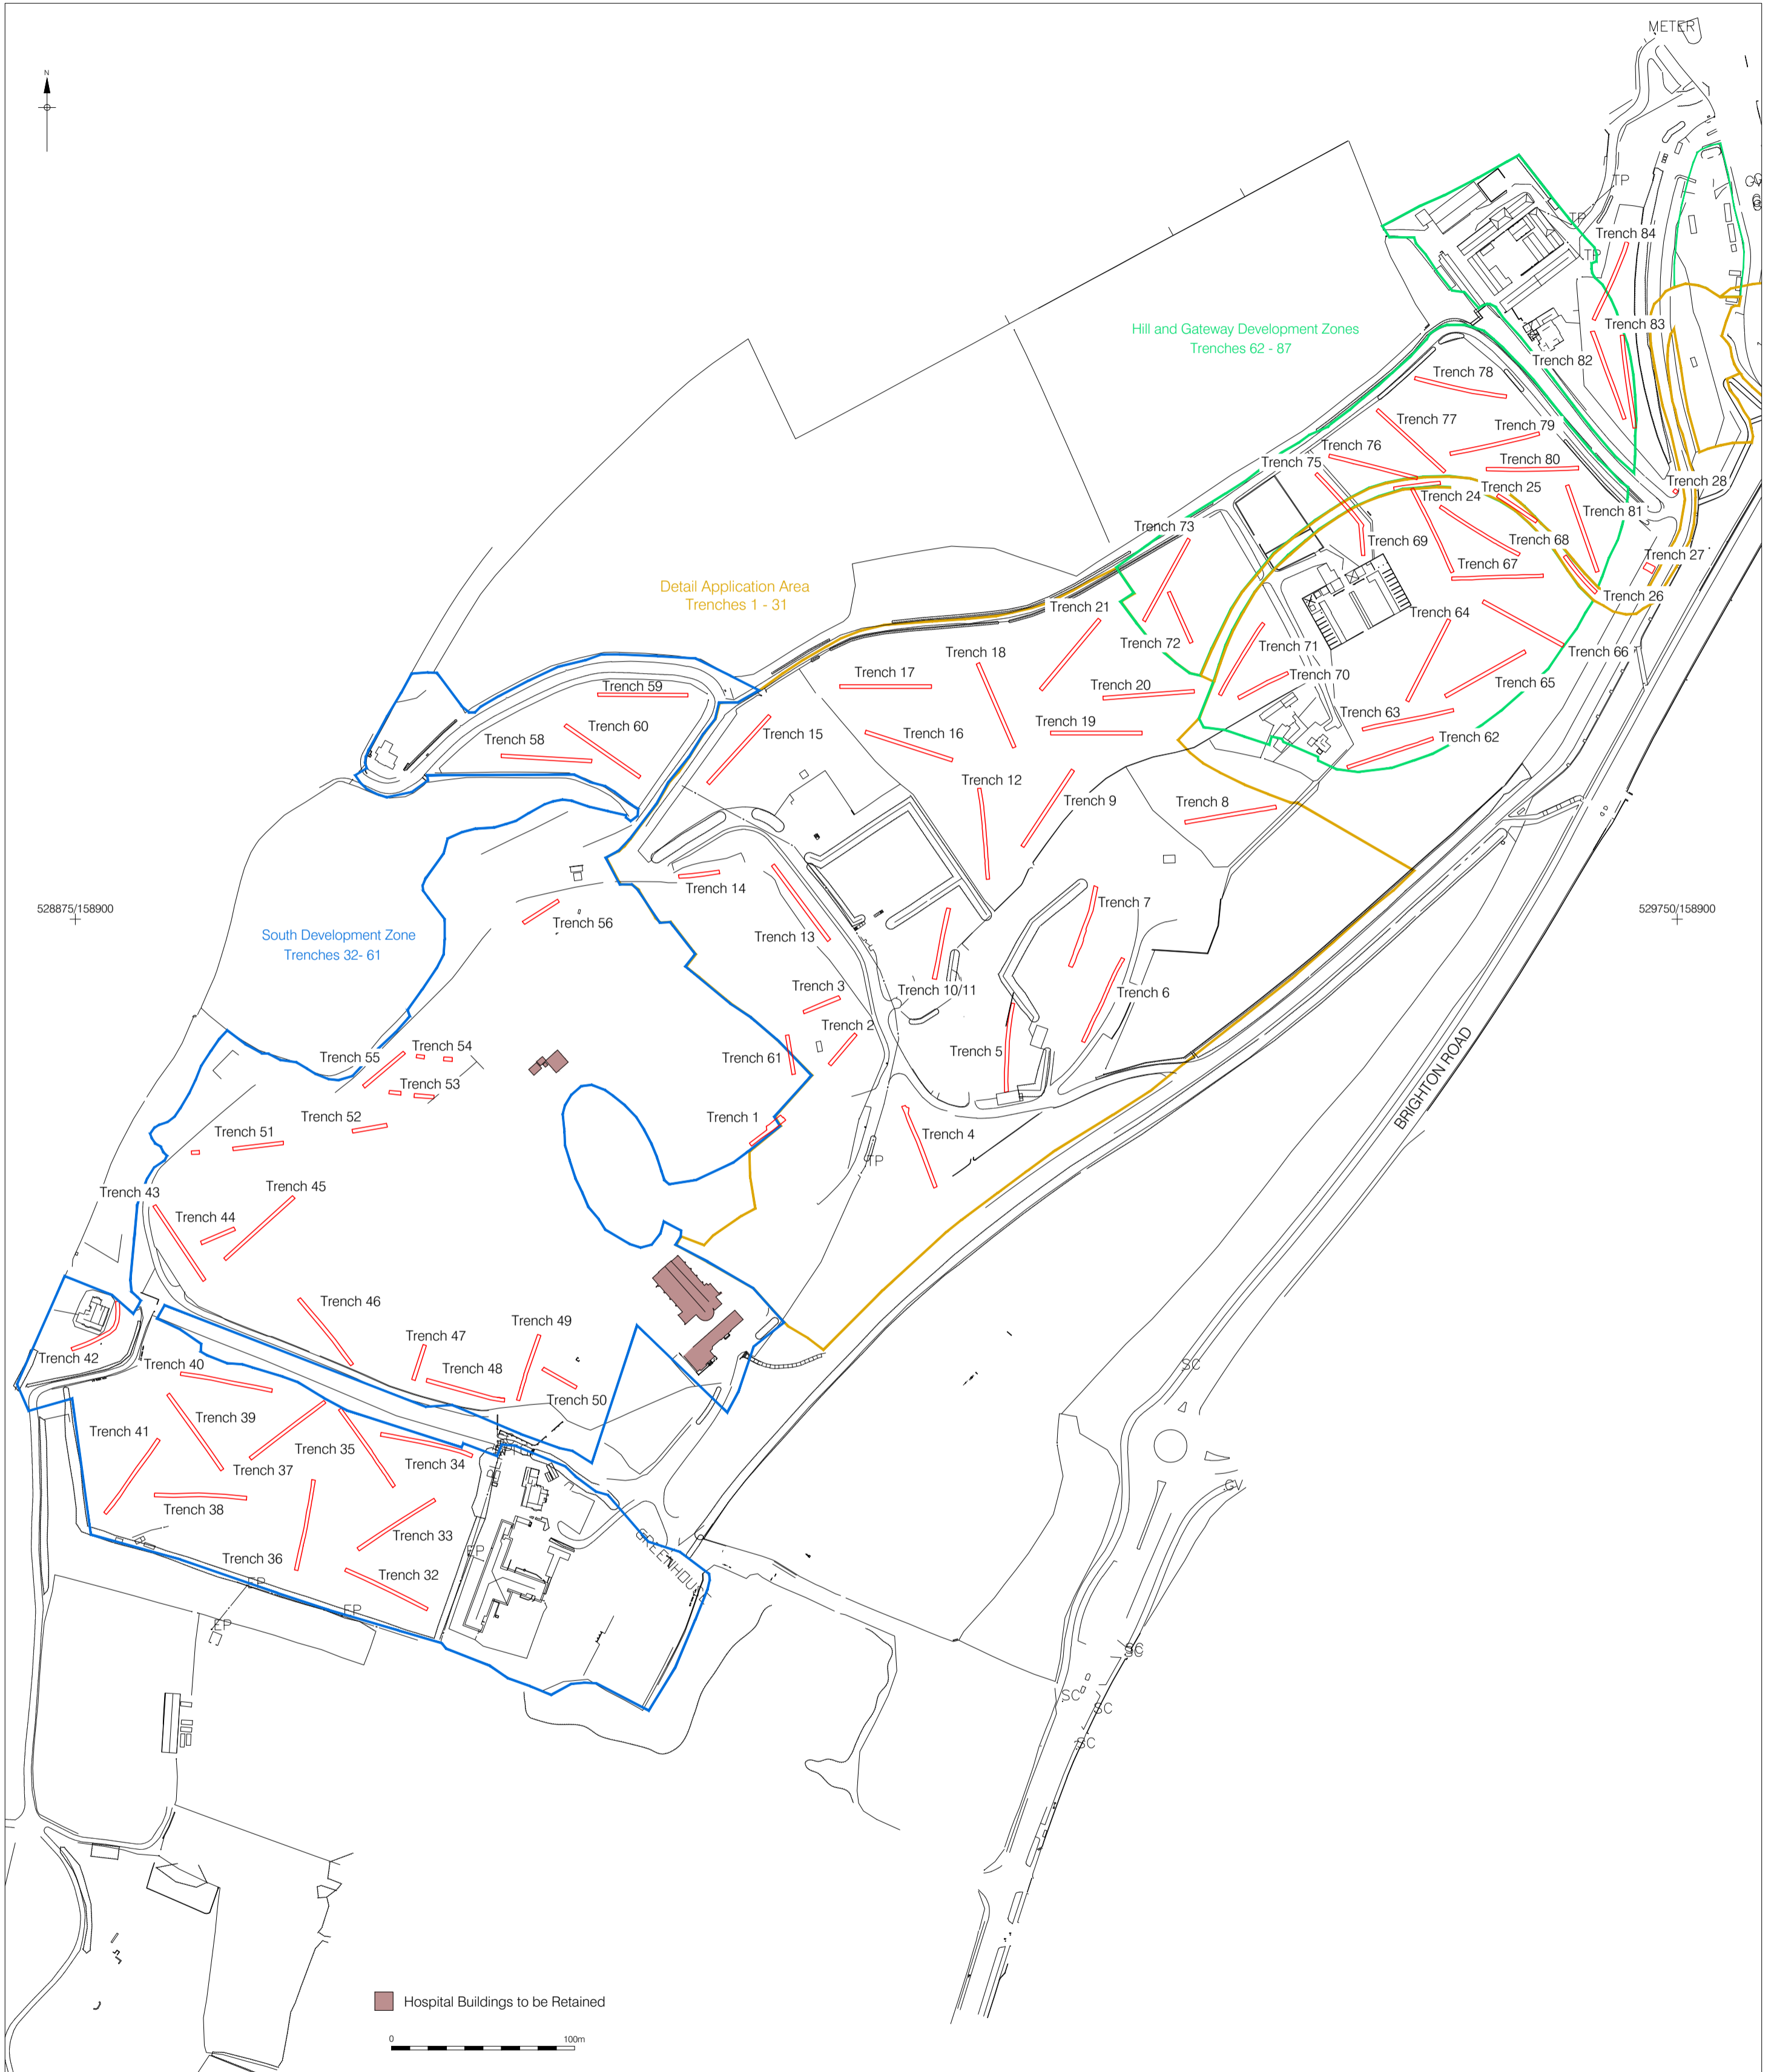 METER
N
TP
TP
TP
Trench 84
Hill and Gateway Development Zones
Trenches 62 - 87
Trench 83
Trench 82
Trench 78
Trench 77
Trench 79
Trench 76
Trench 75
Trench 80
Trench 28
Trench 25
Trench 24
Trench 81
Trench 73
Trench 69
Trench 68
Trench 27
Trench 67
Detail Application Area
Trenches 1 - 31
Trench 26
Trench 21
Trench 64
Trench 72
Trench 71
Trench 66
Trench 18
Trench 17
Trench 70
Trench 65
Trench 59
Trench 20
Trench 63
Trench 60
Trench 58
Trench 15
Trench 16
Trench 19
Trench 62
Trench 12
Trench 9
Trench 8
Trench 14
Trench 7
528875/158900
529750/158900
Trench 56
South Development Zone
Trenches 32- 61
Trench 13
Trench 3
Trench 10/11
Trench 6
Trench 2
Trench 54
Trench 55
Trench 61
Trench 5
BRIGHTON ROAD
Trench 53
Trench 52
Trench 1
Trench 51
Trench 4
TP
Trench 43
Trench 45
Trench 44
Trench 46
Trench 49
Trench 47
Trench 42
Trench 40
Trench 48
SC
Trench 50
Trench 39
Trench 41
Trench 35
Trench 37
Trench 34
GV
Trench 38
Trench 33
GREENHOUSE
EP
Trench 36
Trench 32
EP
EP
EP
SC
SC
SC
SC
Hospital Buildings to be Retained
0
100m